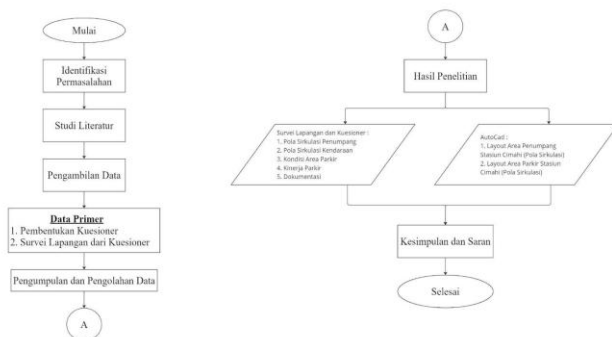 Mulai
Identifikasi
Permasalahan
Studi Literatur
Pengambilan Data
Data Primer
1. Pembentukan Kuesioner
2. Survei Lapangan dari Kuesioner
Pengumpulan dan Pengolahan Data
A
A
Hasil Penelitian
Survei Lapangan dan Kuesioner :
1. Pola Sirkulasi Penumpang
2. Pola Sirkulasi Kendaraan
3. Kondisi Area Parkir
4. Kinerja Parkir
5. Dokumentasi
AutoCad :
1. Layout Area Penumpang
Stasiun Cimahi (Pola Sirkulasi)
2. Layout Area Parkir Stasiun
Cimahi (Pola Sirkulasi)
Kesimpulan dan Saran
Selesai